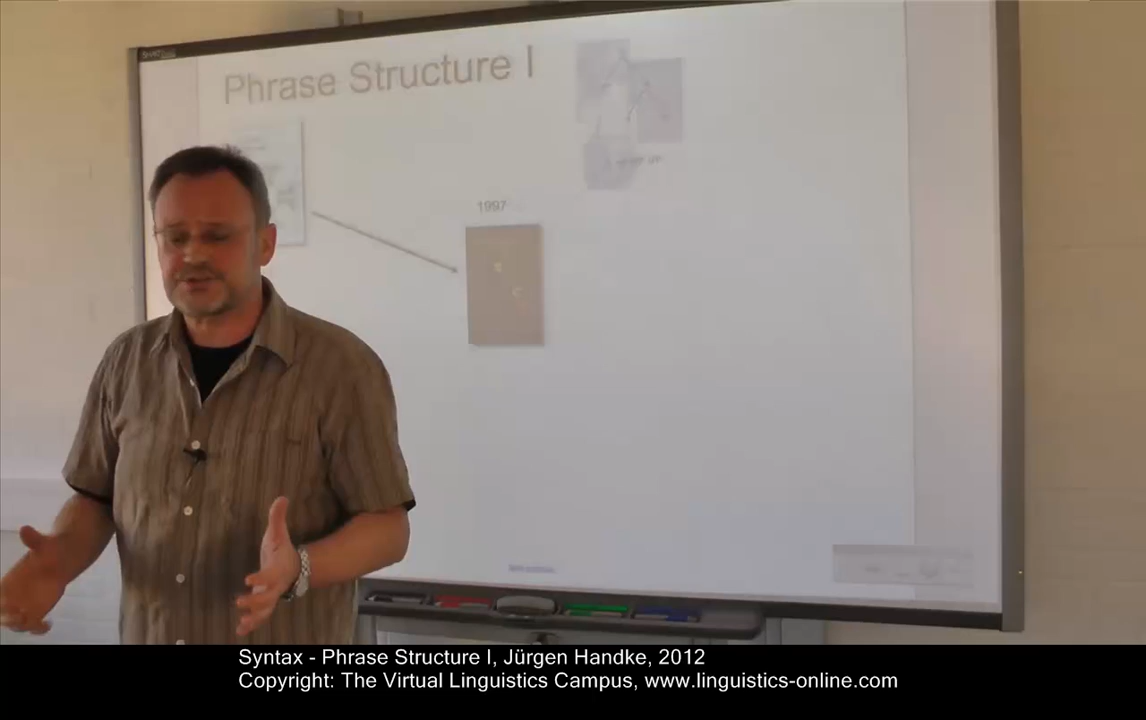 Phrase Structure I
1997
Syntax - Phrase Structure I, Jürgen Handke, 2012
Copyright: The Virtual Linguistics Campus, www.linguistics-online.com